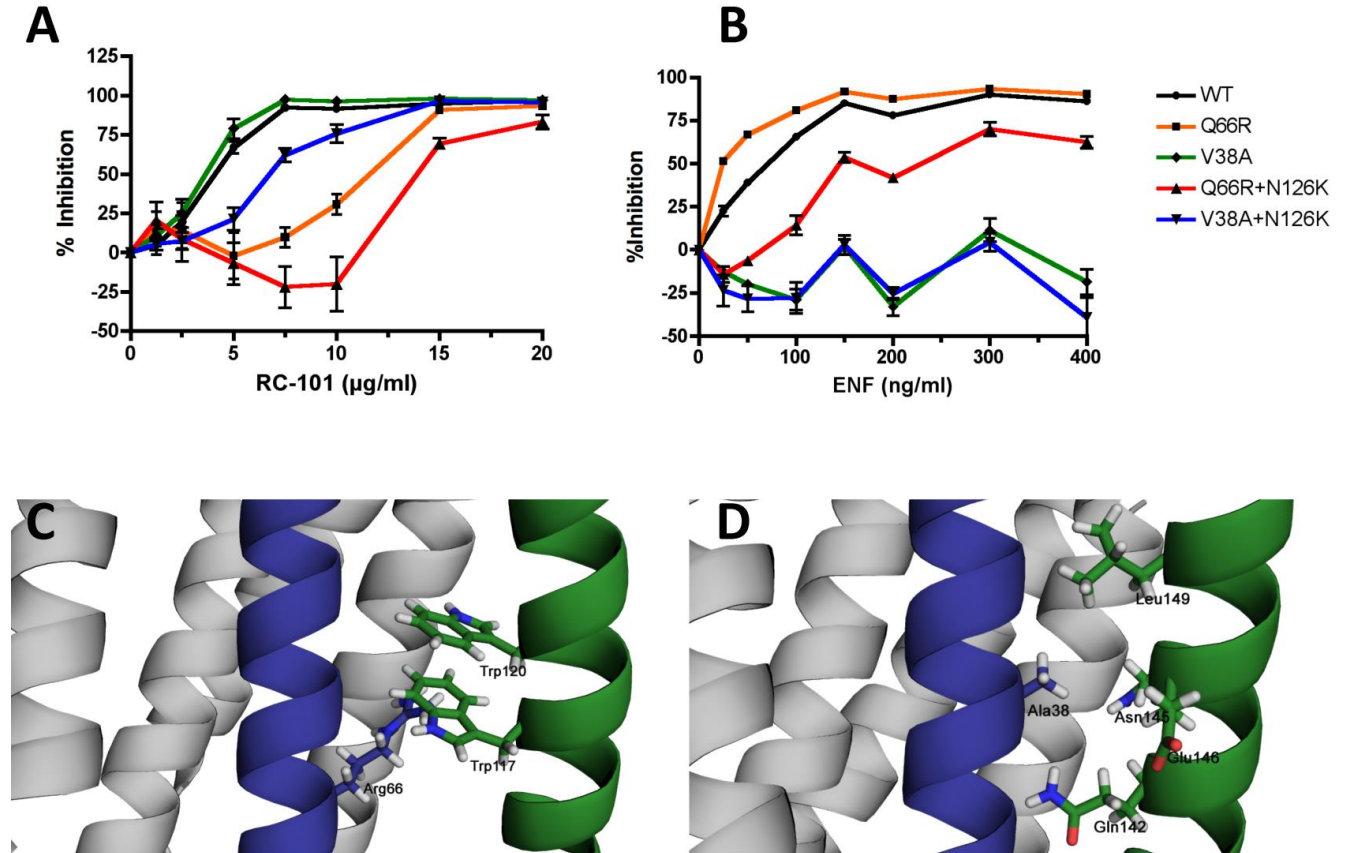 A
125
100
75
50
25
0
-25
-50
% Inhibition
0 5 10 15 20
RC-101 (µg/ml)
B
100
75
50
25
0
-25
-50
%Inhibition
0 100 200 300 400
ENF (ng/ml)
WT
Q66R
V38A
Q66R+N126K
V38A+N126K
C
Trp120
Trp117
Arg66
D
Leu149
Ala38
Asn145
Glu146
Gln142